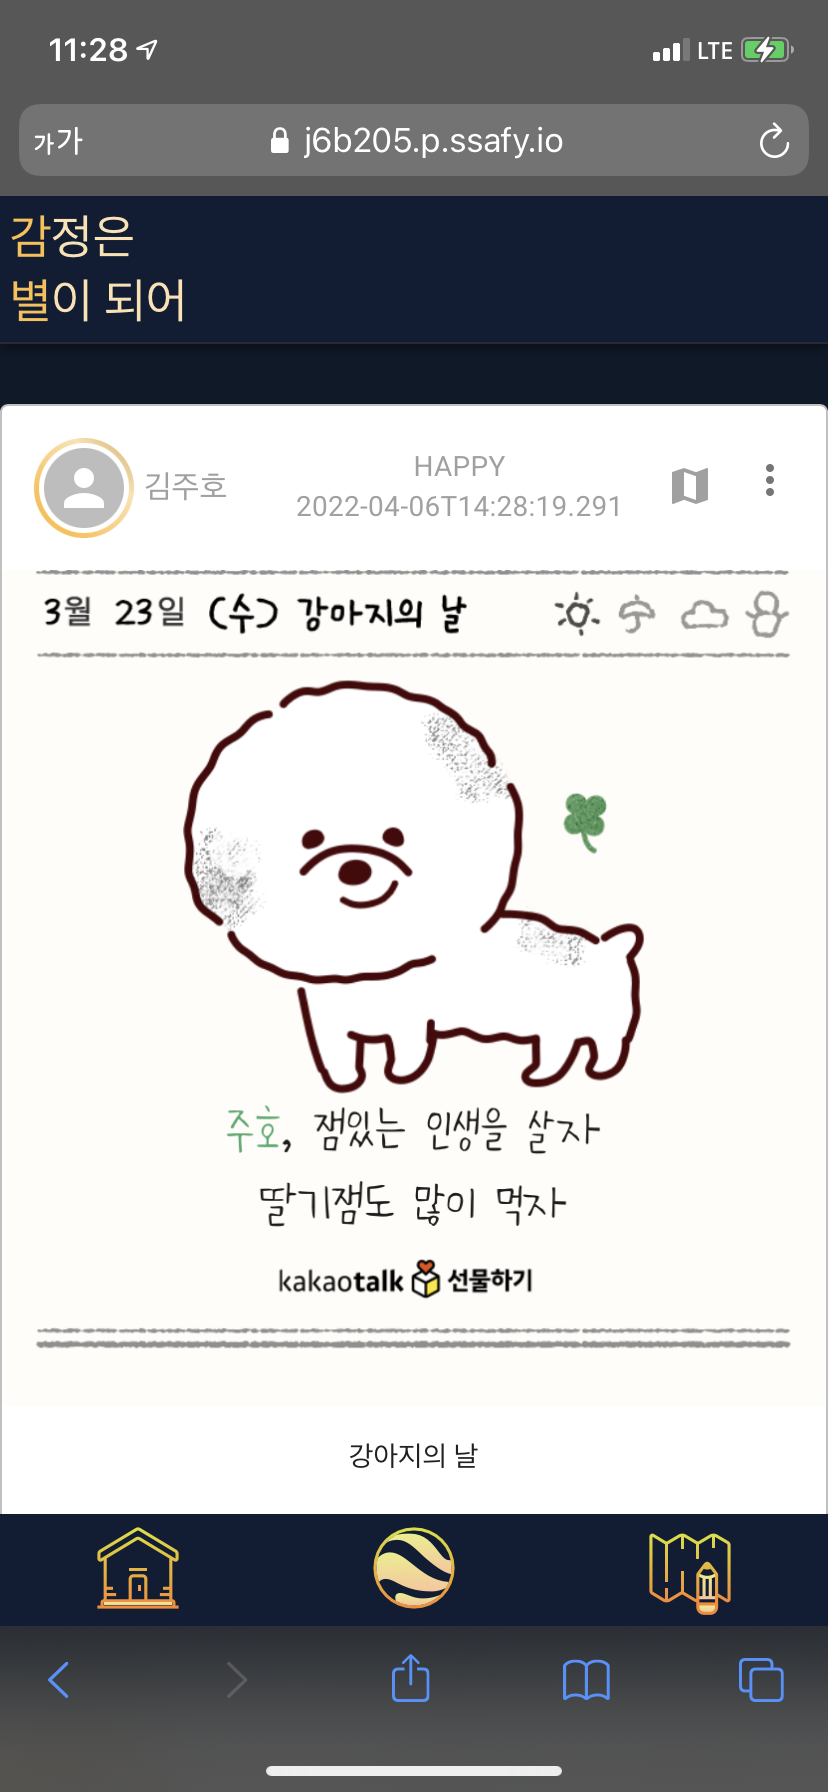 11:28
LTE
가가
j6b205.p.ssafy.io
감정은
별이 되어
김주호
HAPPY
2022-04-06T14:28:19.291
3월 23일 (수) 강마지의 날
주호, 잼있는 인생을 살자
딸기잼도 많이 먹자
kakaotalk 선물하기
강아지의 날